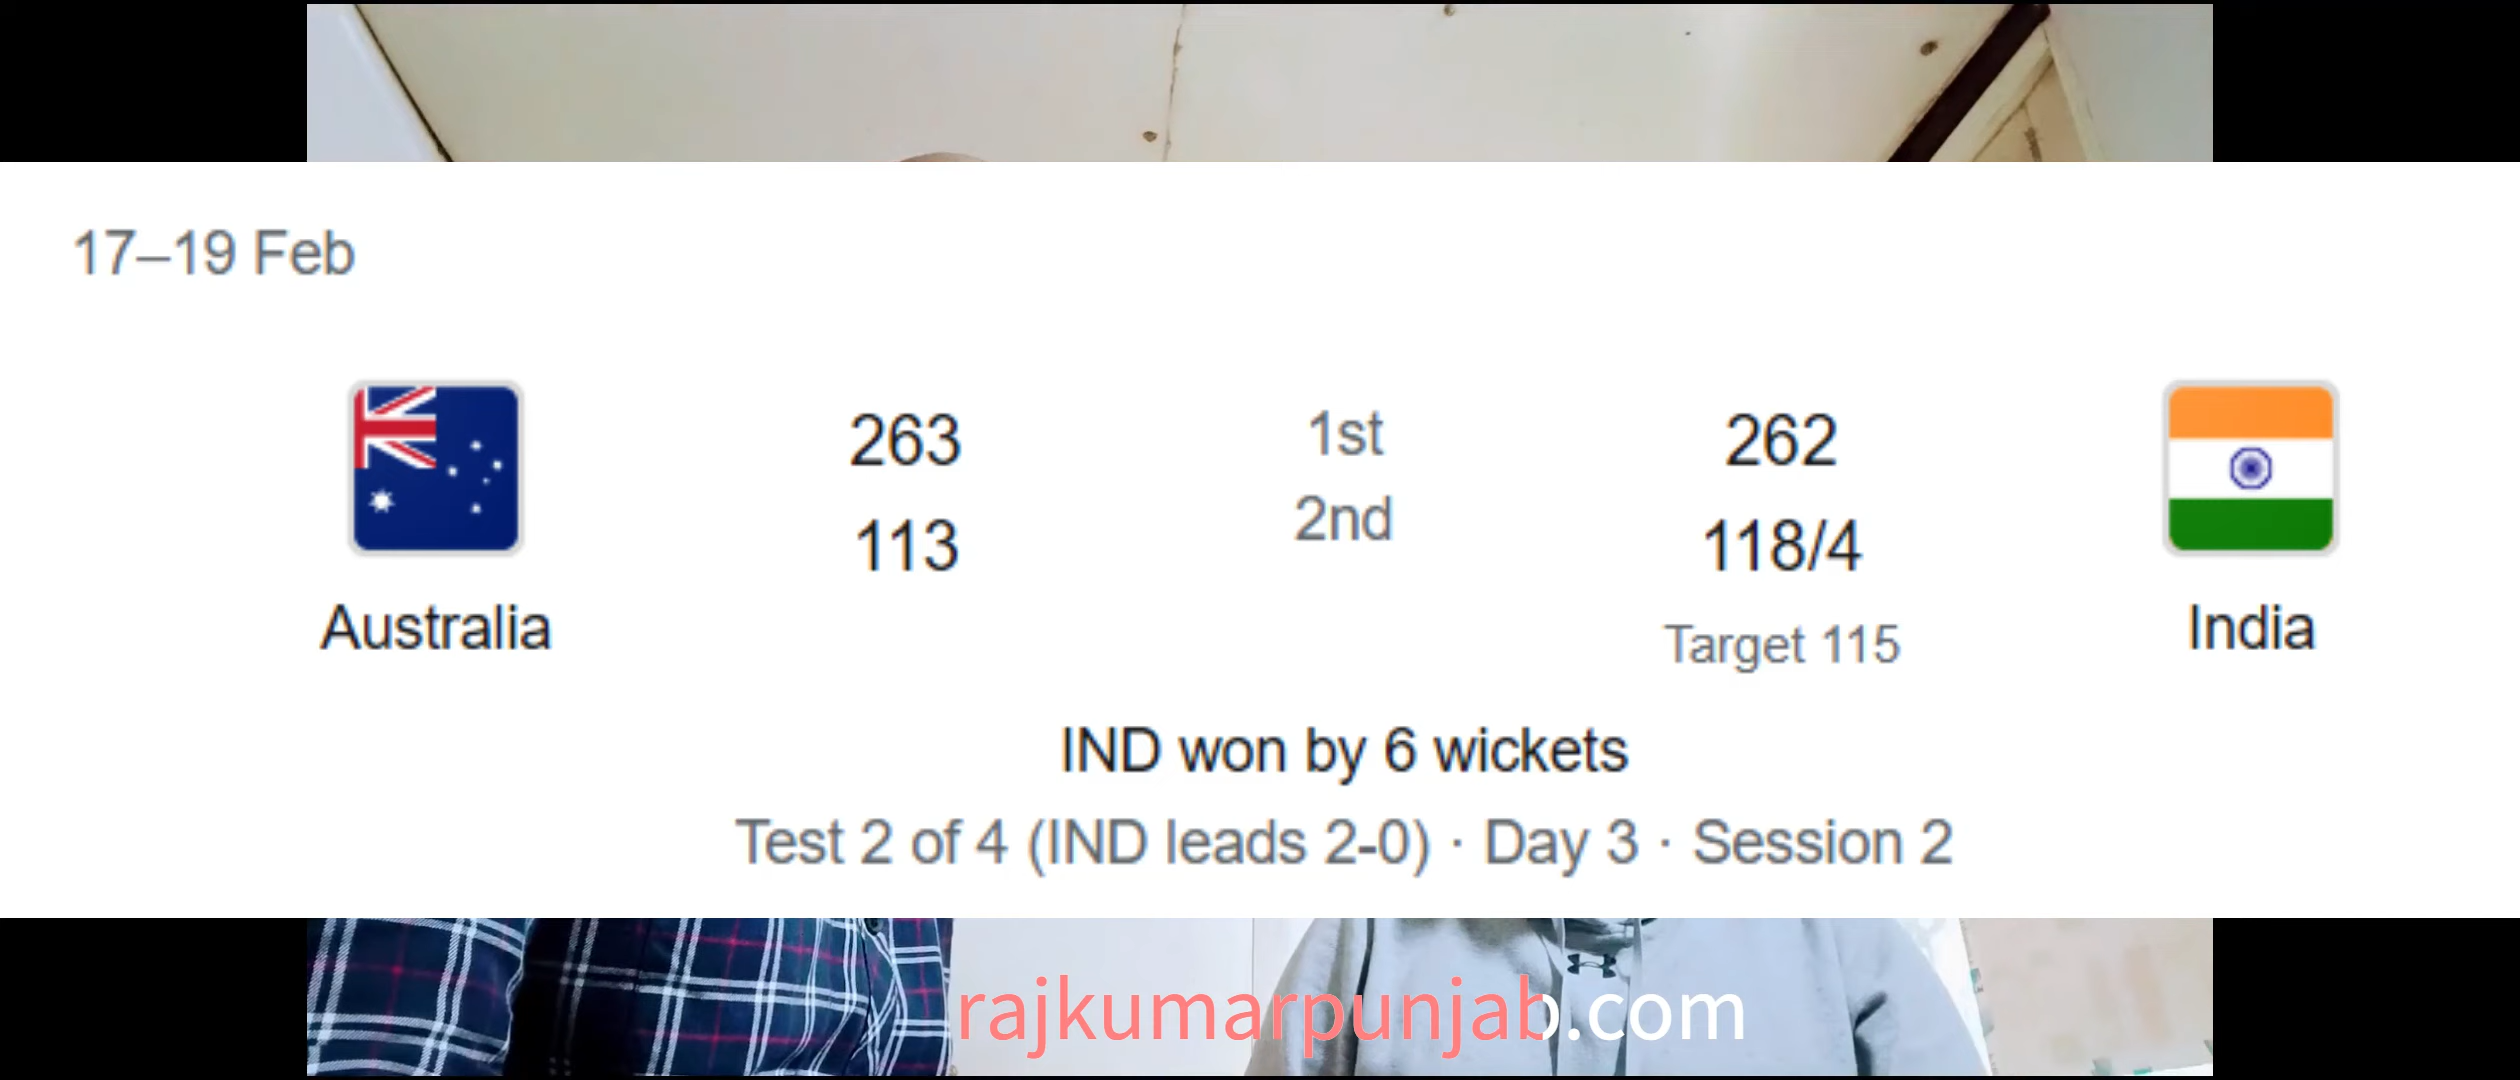 17–19 Feb
263 1st 262
113 2nd 118/4
Australia Target 115 India
IND won by 6 wickets
Test 2 of 4 (IND leads 2-0) · Day 3 · Session 2
rajkumarpunjab.com